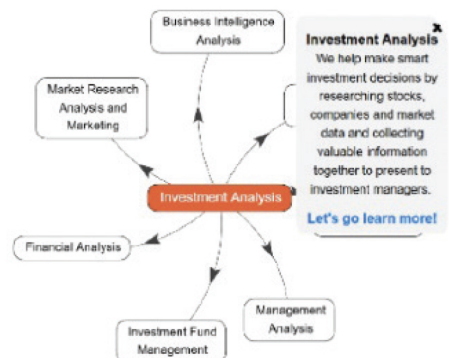 Business Intelligence
Analysis
Market Research
Analysis and
Marketing
Investment Analysis
Financial Analysis
Investment Fund
Management
Management
Analysis
x
Investment Analysis
We help make smart
investment decisions by
researching stocks,
companies and market
data and collecting
valuable information
together to present to
investment managers.
Let's go learn more!